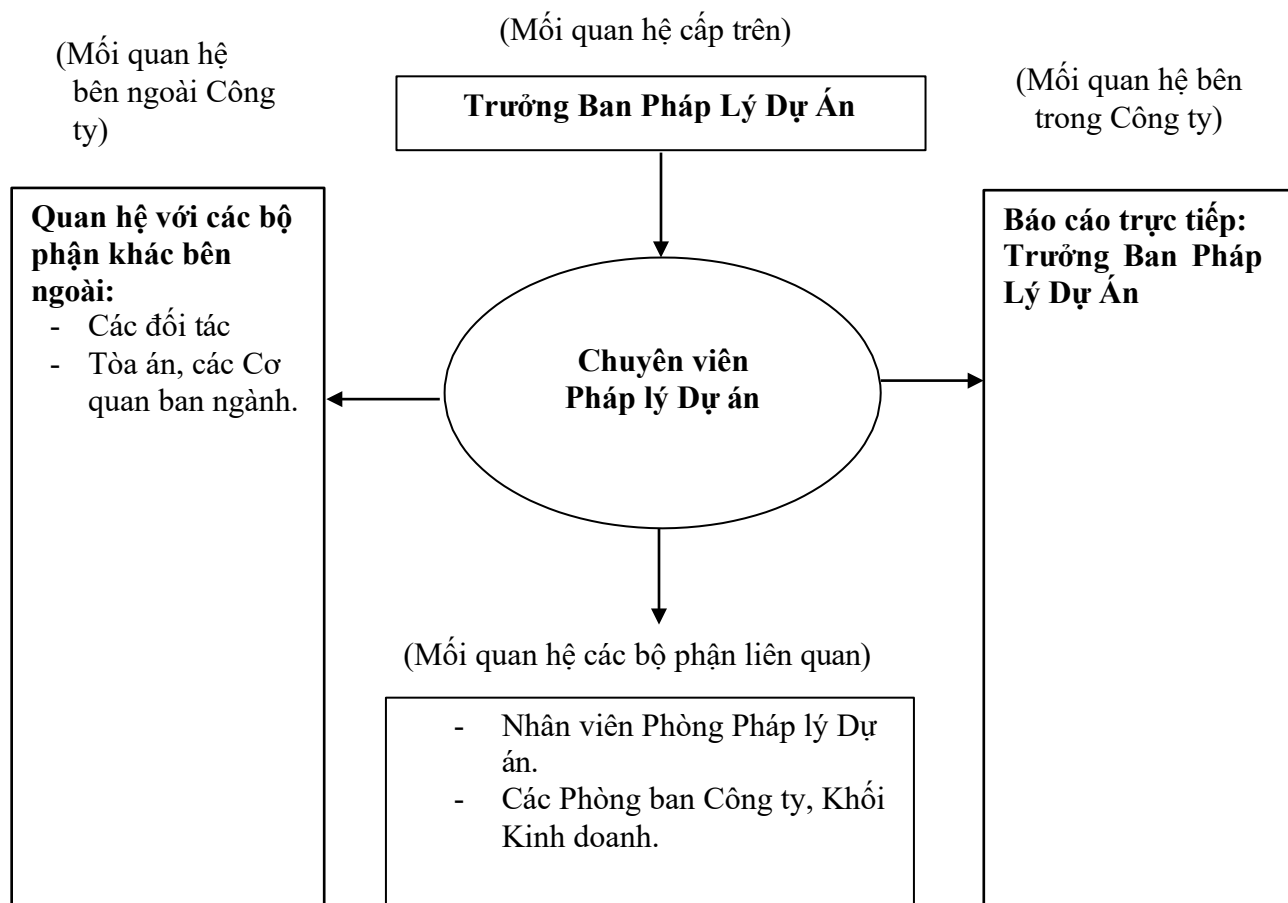 (Mối quan hệ cấp trên)
(Mối quan hệ
bên ngoài Công
ty)
Trưởng Ban Pháp Lý Dự Án
(Mối quan hệ bên
trong Công ty)
Quan hệ với các bộ
phận khác bên
ngoài:
- Các đối tác
- Tòa án, các Cơ
quan ban ngành.
Chuyên viên
Pháp lý Dự án
Báo cáo trực tiếp:
Trưởng Ban Pháp
Lý Dự Án
(Mối quan hệ các bộ phận liên quan)
- Nhân viên Phòng Pháp lý Dự
án.
- Các Phòng ban Công ty, Khối
Kinh doanh.